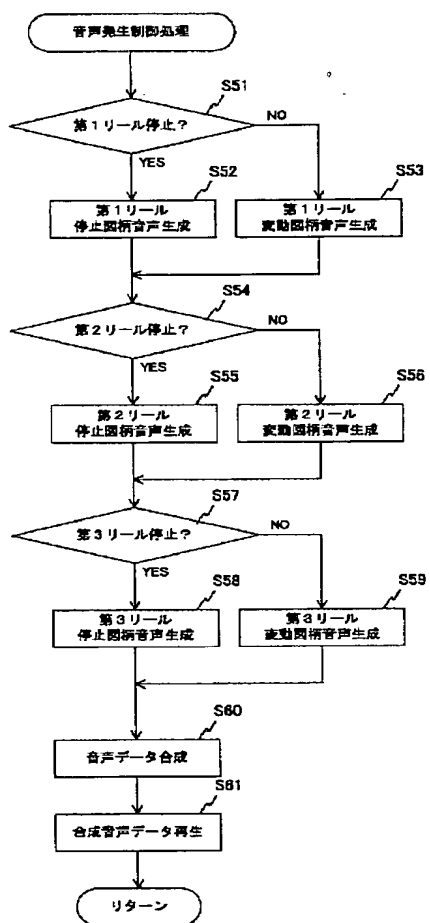 音声発生制御処理
S51
第1リール停止?
NO
YES
S52
第1リール
停止図柄音声生成
S53
第1リール
変動図柄音声生成
S54
第2リール停止?
NO
YES
S55
第2リール
停止図柄音声生成
S56
第2リール
変動図柄音声生成
S57
第3リール停止?
NO
YES
S58
第3リール
停止図柄音声生成
S59
第3リール
変動図柄音声生成
S60
音声データ合成
S61
合成音声データ再生
リターン